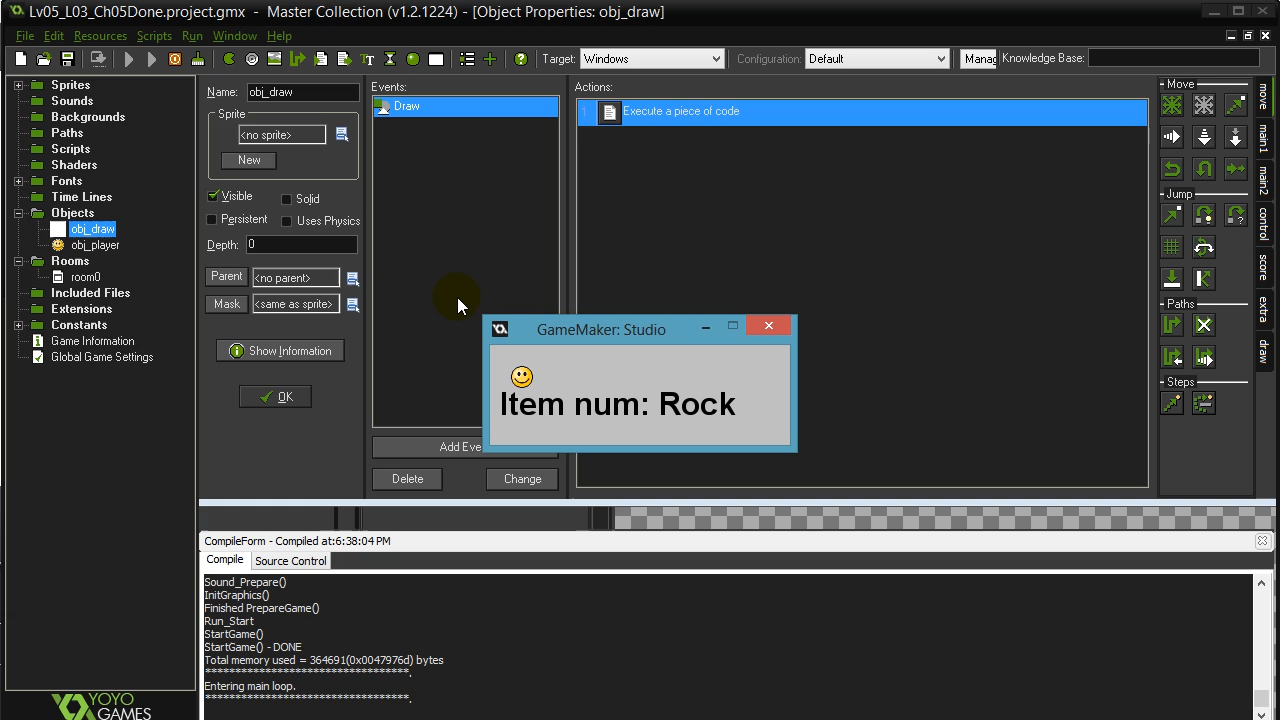 Lv05_L03_Ch05Done.project.gmx - Master Collection (v1.2.1224) - [Object Properties: obj_draw]
File Edit Resources Scripts Run Window Help
Target: Windows Configuration: Default Manag Knowledge Base:
Sprites
Sounds
Backgrounds
Paths
Scripts
Shaders
Fonts
Time Lines
Objects
obj_draw
obj_player
Rooms
room0
Included Files
Extensions
Constants
Game Information
Global Game Settings
YOYO
GAMES
Name: obj_draw
Sprite
<no sprite>
New
Visible Solid
Persistent Uses Physics
Depth: 0
Parent <no parent>
Mask <same as sprite>
Show Information
OK
Events:
Draw
Add Eve
Delete Change
Actions:
1 Execute a piece of code
GameMaker: Studio
Item num: Rock
Move
Jump
Paths
Steps
move
main1
main2
control
score
extra
draw
CompileForm - Compiled at:6:38:04 PM
Compile Source Control
Sound_Prepare()
InitGraphics()
Finished PrepareGame()
Run_Start
StartGame()
StartGame() - DONE
Total memory used = 364691(0x0047976d) bytes
**********************************.
Entering main loop.
**********************************.